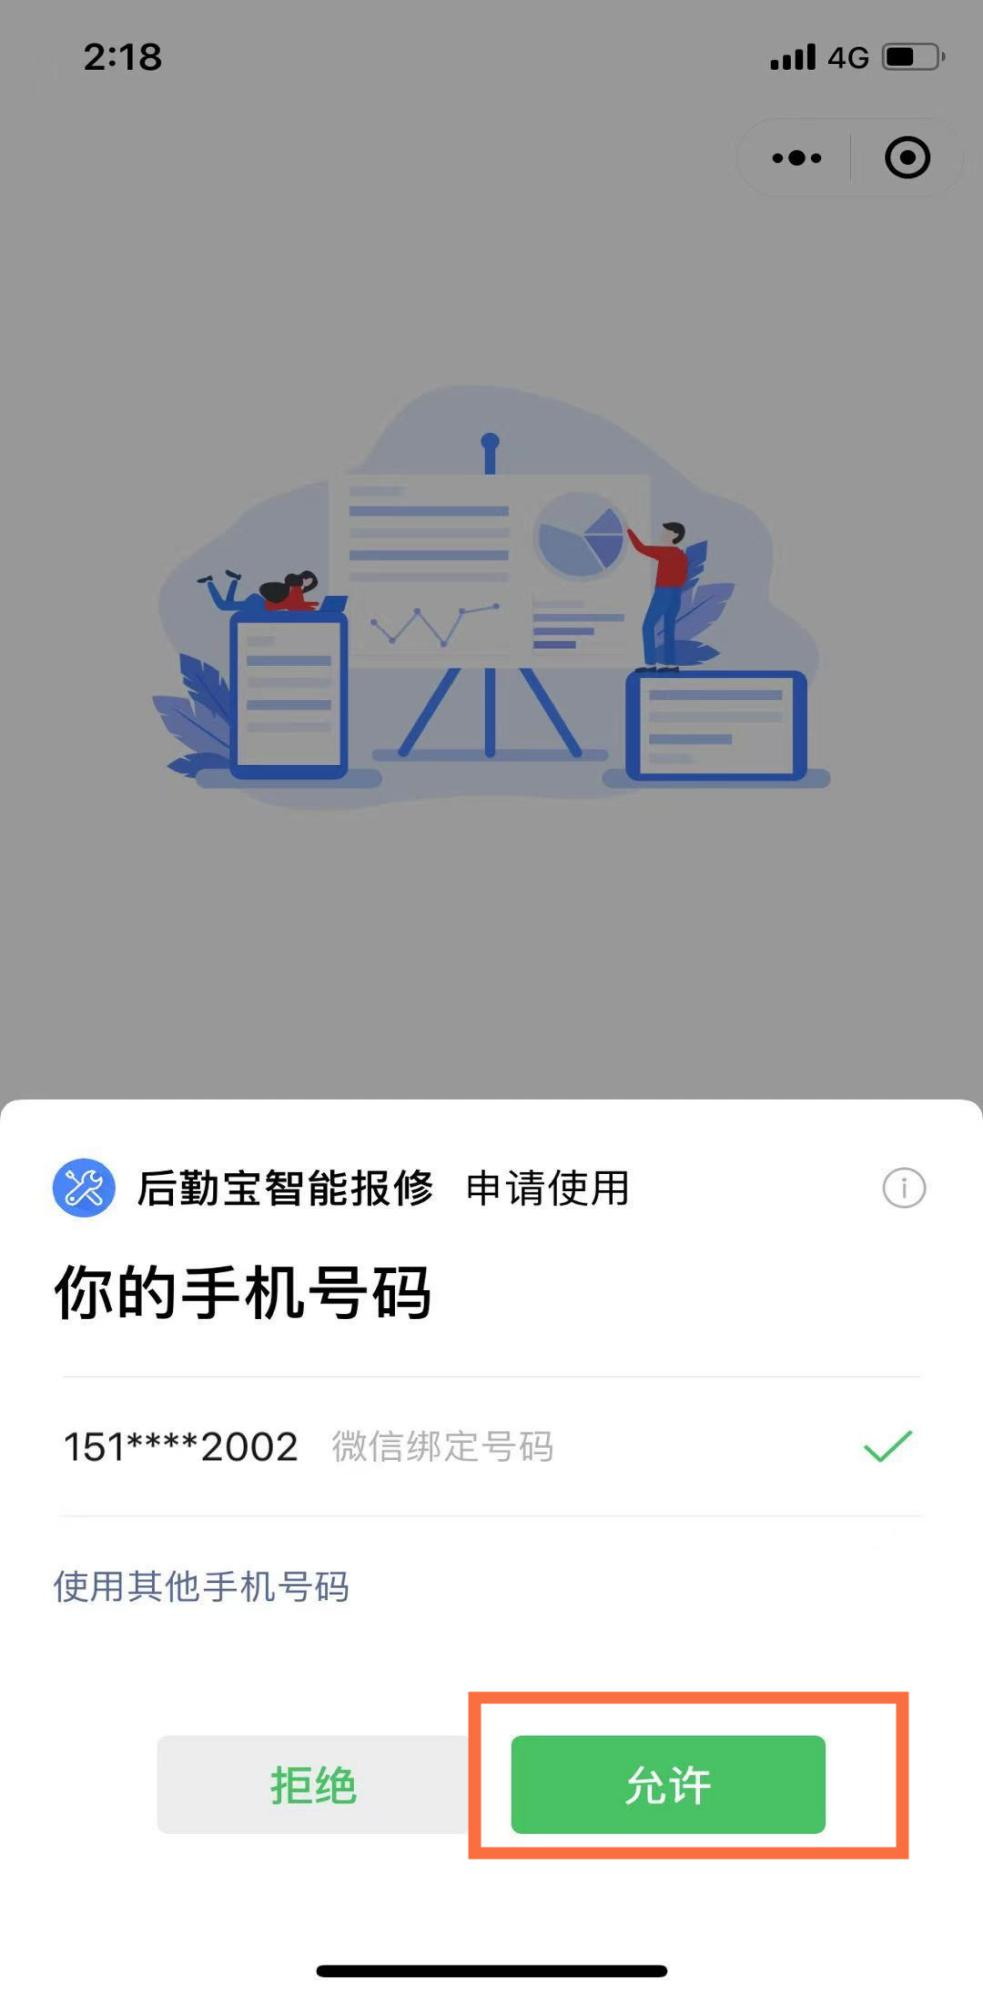 2:18
4G
后勤宝智能报修 申请使用
你的手机号码
151****2002 微信绑定号码
使用其他手机号码
拒绝
允许